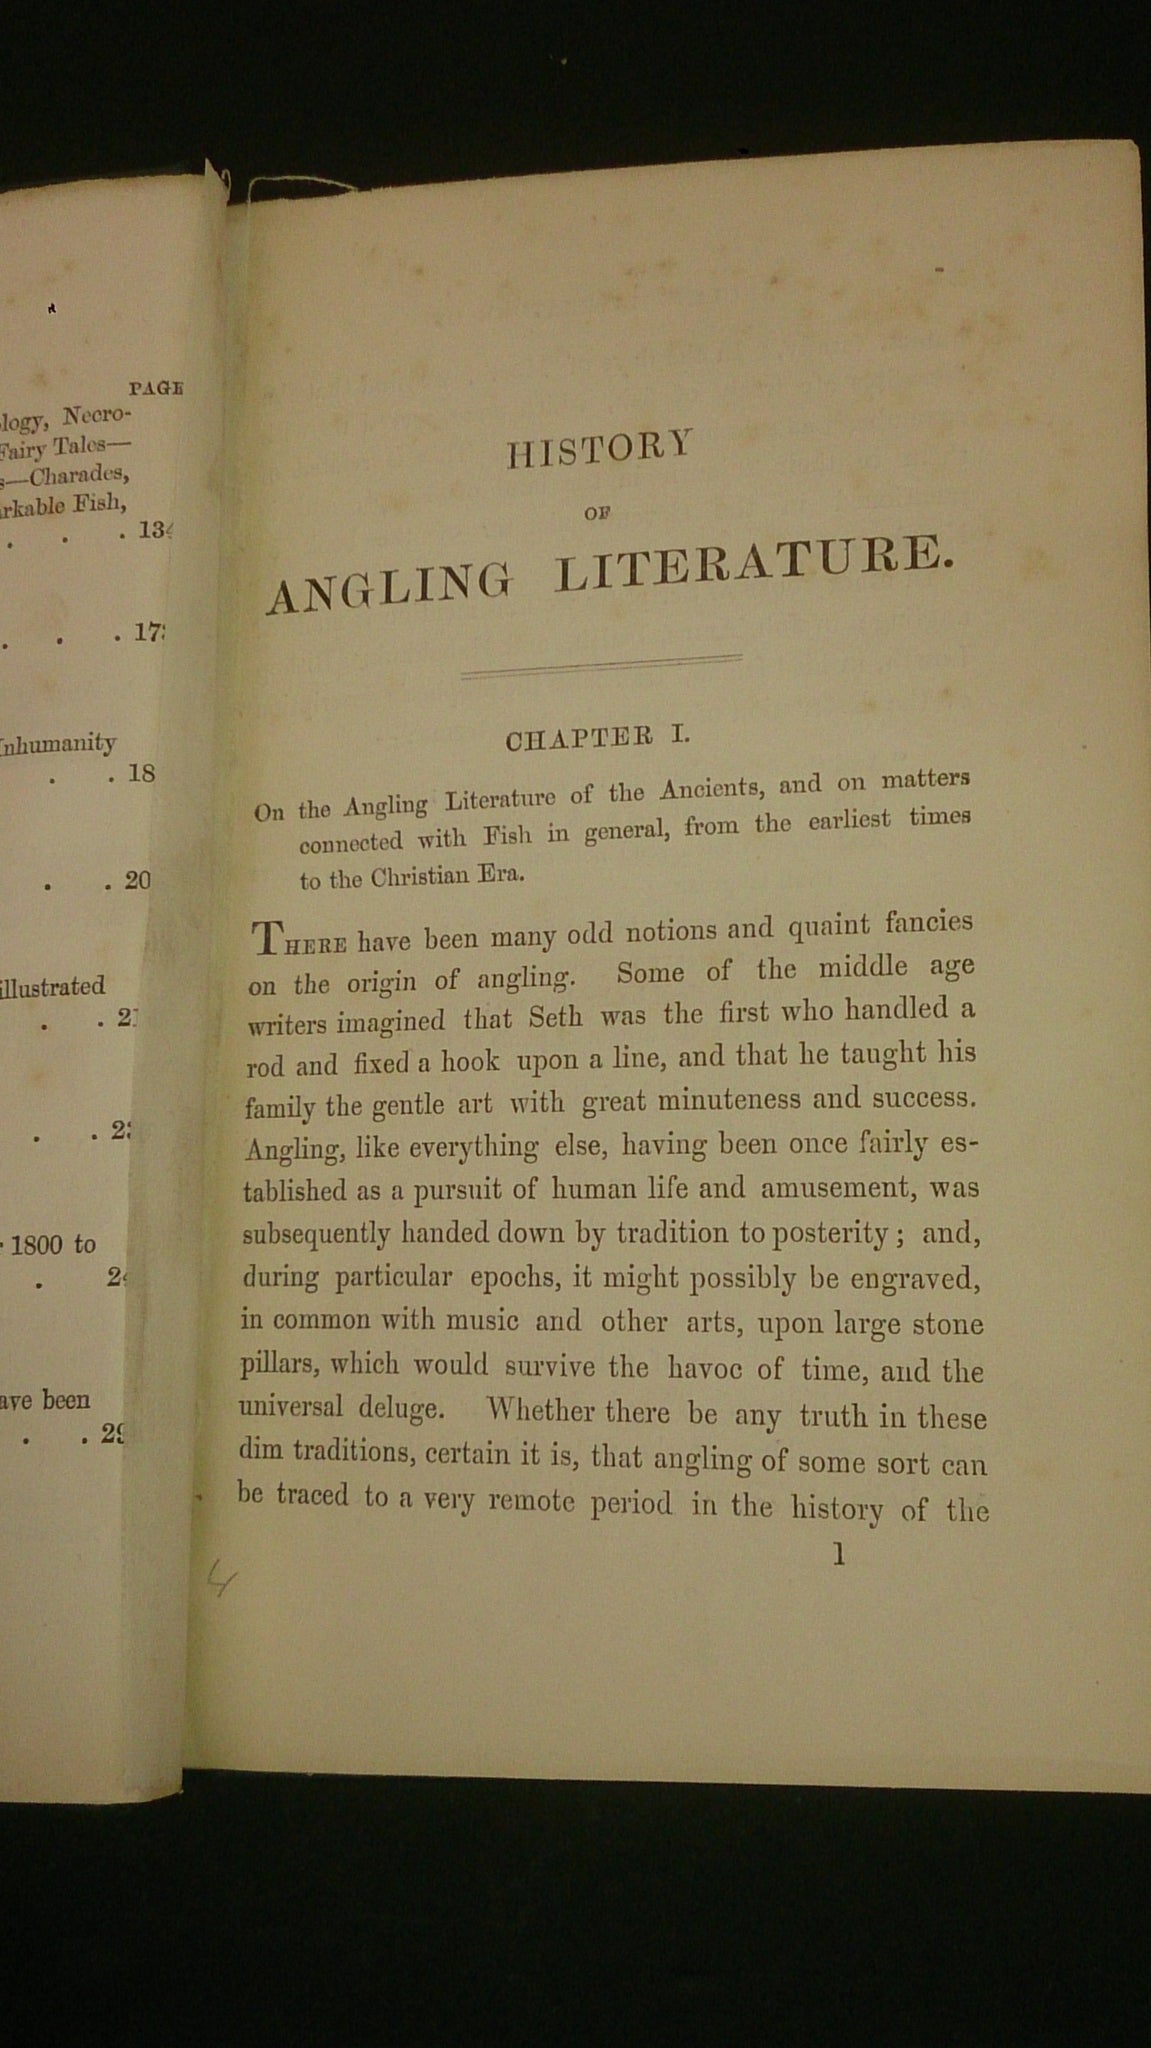 PAGE
Necro-
Fairy Tales—
—Charades,
Fish,
. . . 134
. . .
Inhumanity
. . 18
. . 20
illustrated
. .
. .
1800 to
.
have been
. . 29
HISTORY
OF
ANGLING LITERATURE.
CHAPTER I.
On the Angling Literature of the Ancients, and on matters
connected with Fish in general, from the earliest times
to the Christian Era.
THERE have been many odd notions and quaint fancies
on the origin of angling. Some of the middle age
writers imagined that Seth was the first who handled a
rod and fixed a hook upon a line, and that he taught his
family the gentle art with great minuteness and success.
Angling, like everything else, having been once fairly es-
tablished as a pursuit of human life and amusement, was
subsequently handed down by tradition to posterity; and,
during particular epochs, it might possibly be engraved,
in common with music and other arts, upon large stone
pillars, which would survive the havoc of time, and the
universal deluge. Whether there be any truth in these
dim traditions, certain it is, that angling of some sort can
be traced to a very remote period in the history of the
1
4